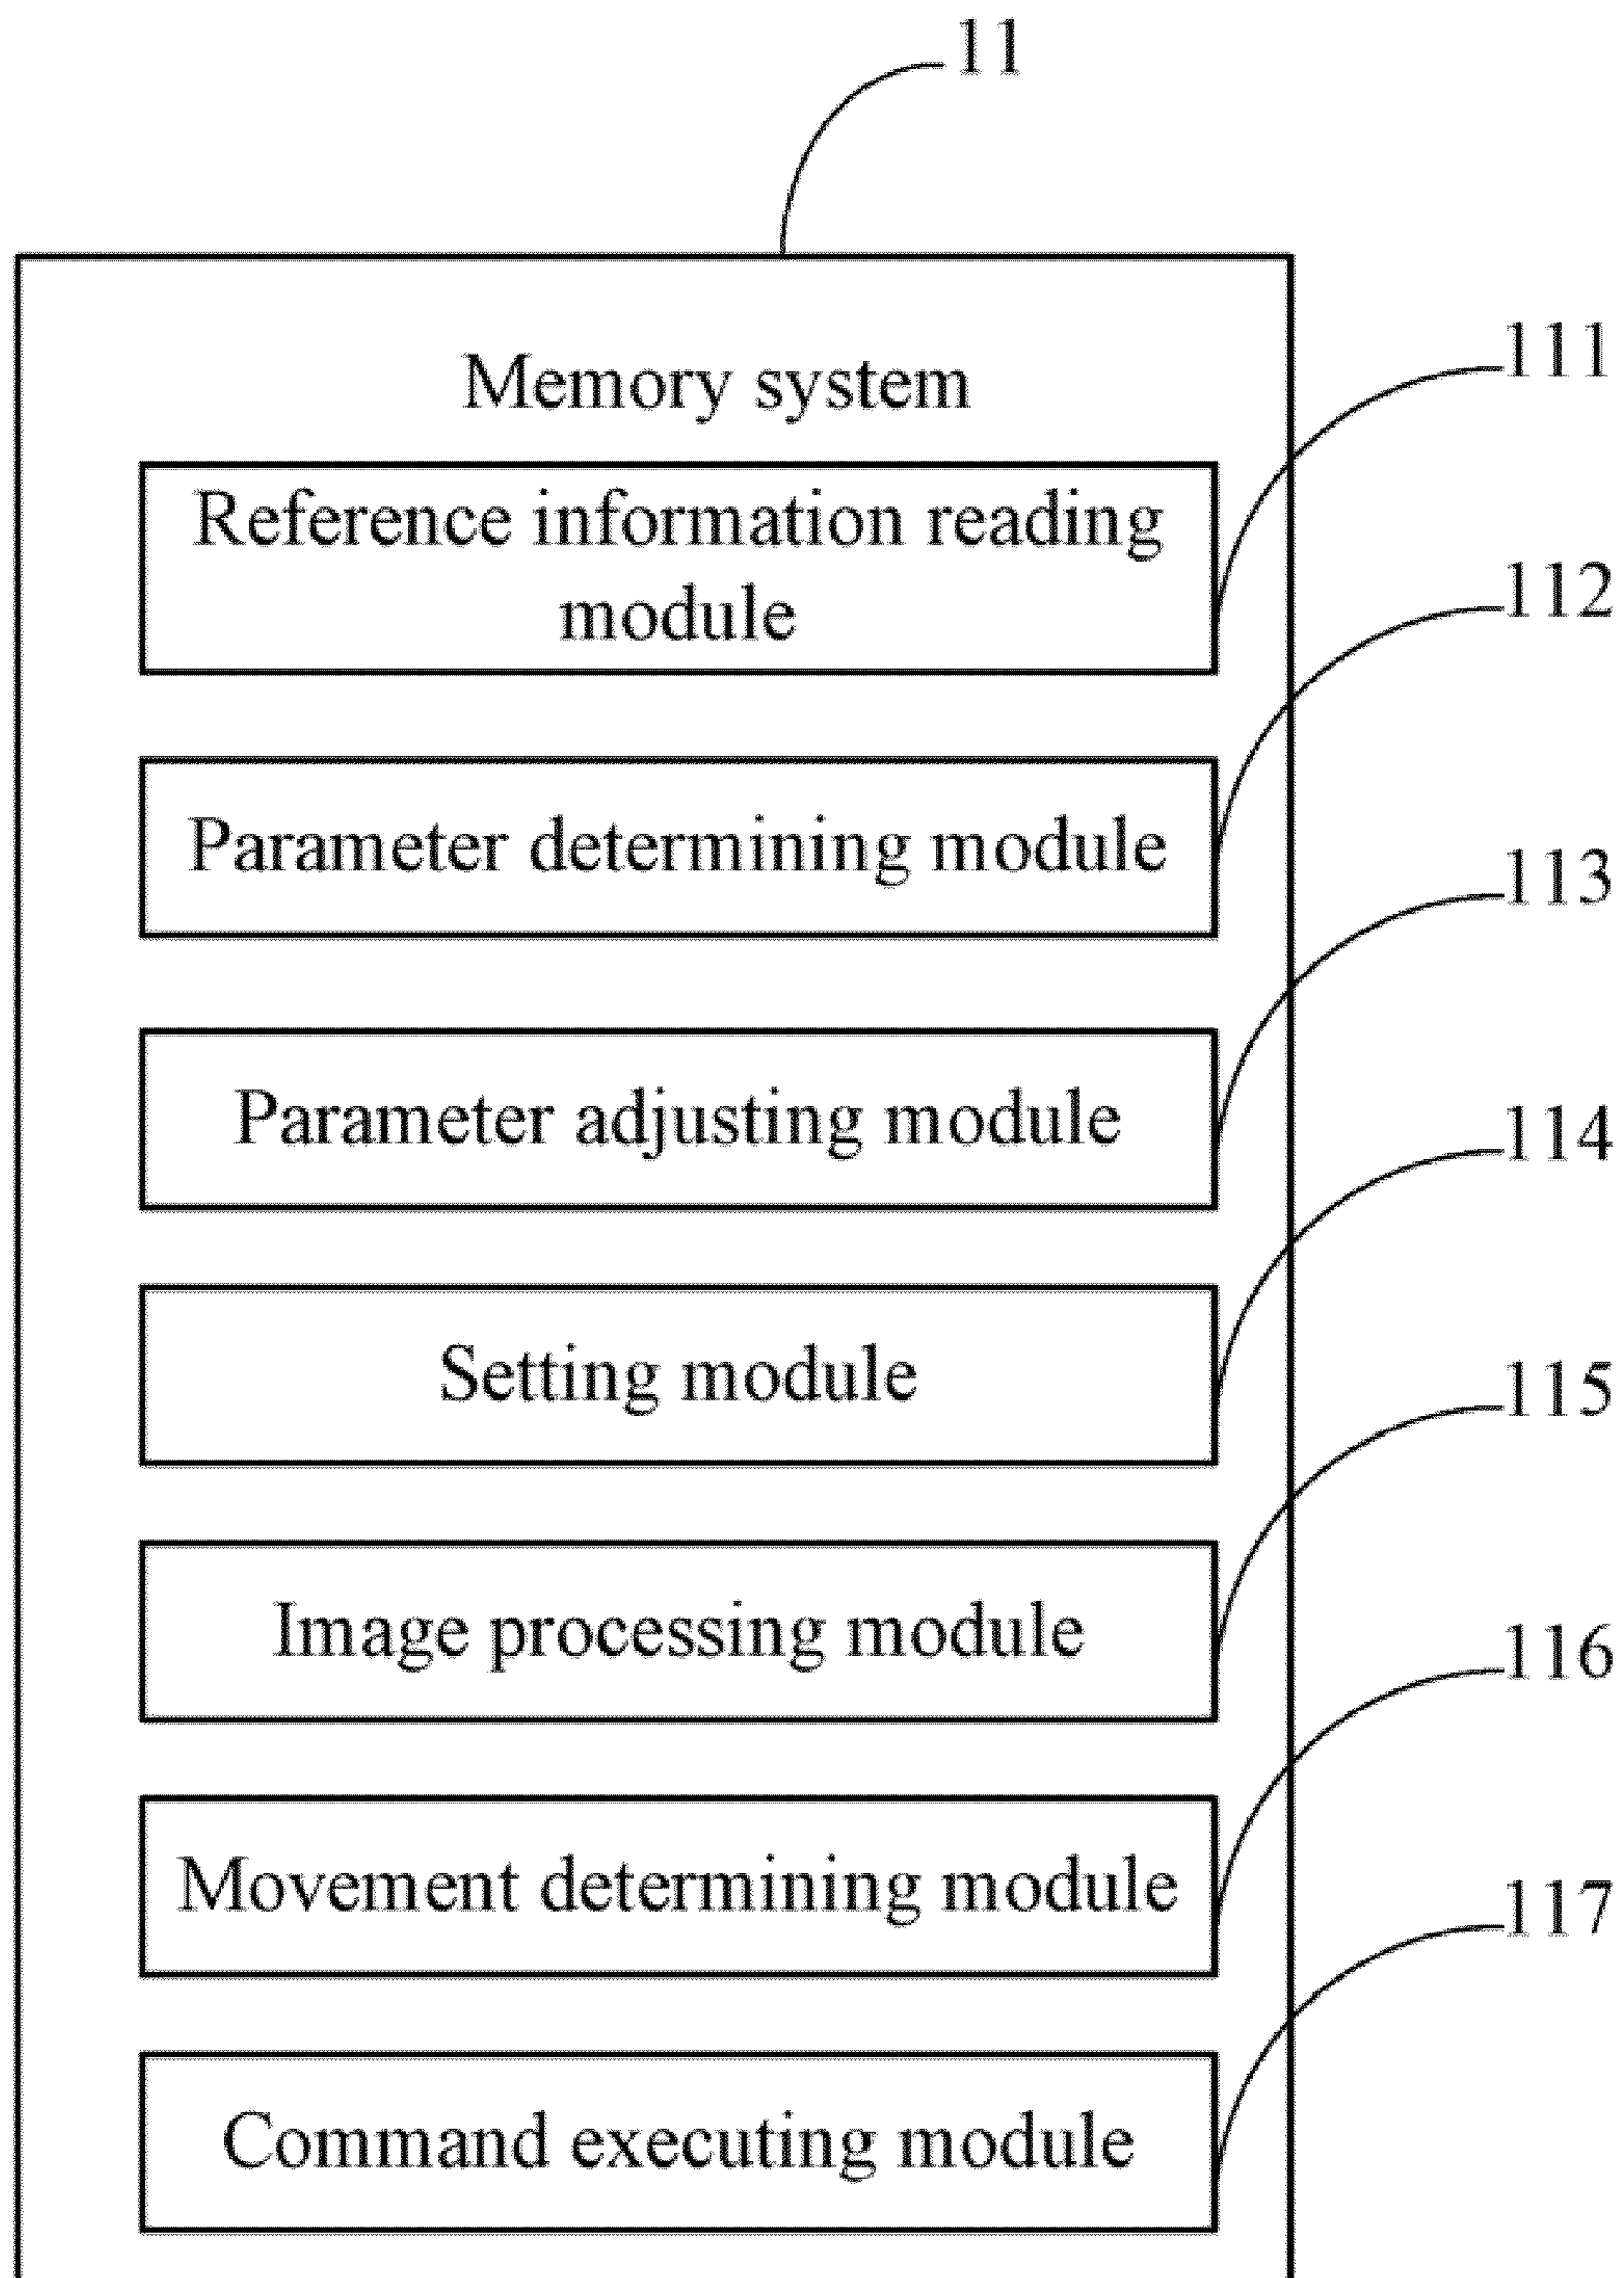 11
Memory system
111
Reference information reading
module
112
Parameter determining module
113
Parameter adjusting module
114
Setting module
115
Image processing module
116
Movement determining module
117
Command executing module